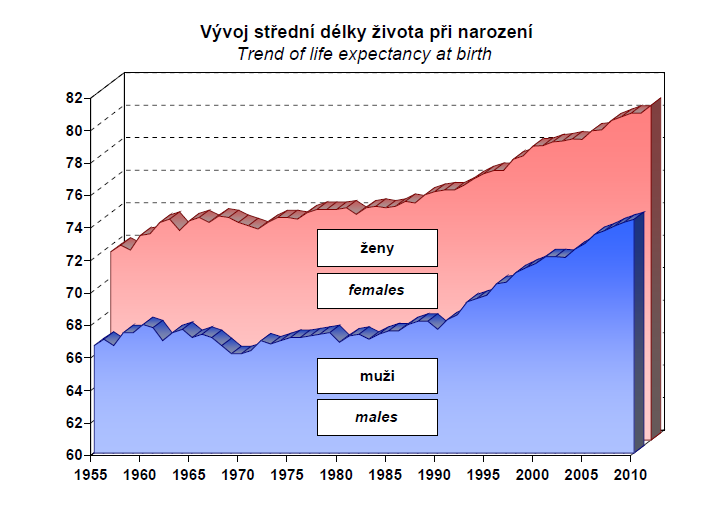 Vývoj střední délky života při narození
Trend of life expectancy at birth
82
80
78
76
74
72
70
68
66
64
62
60
ženy
females
muži
males
1955 1960 1965 1970 1975 1980 1985 1990 1995 2000 2005 2010